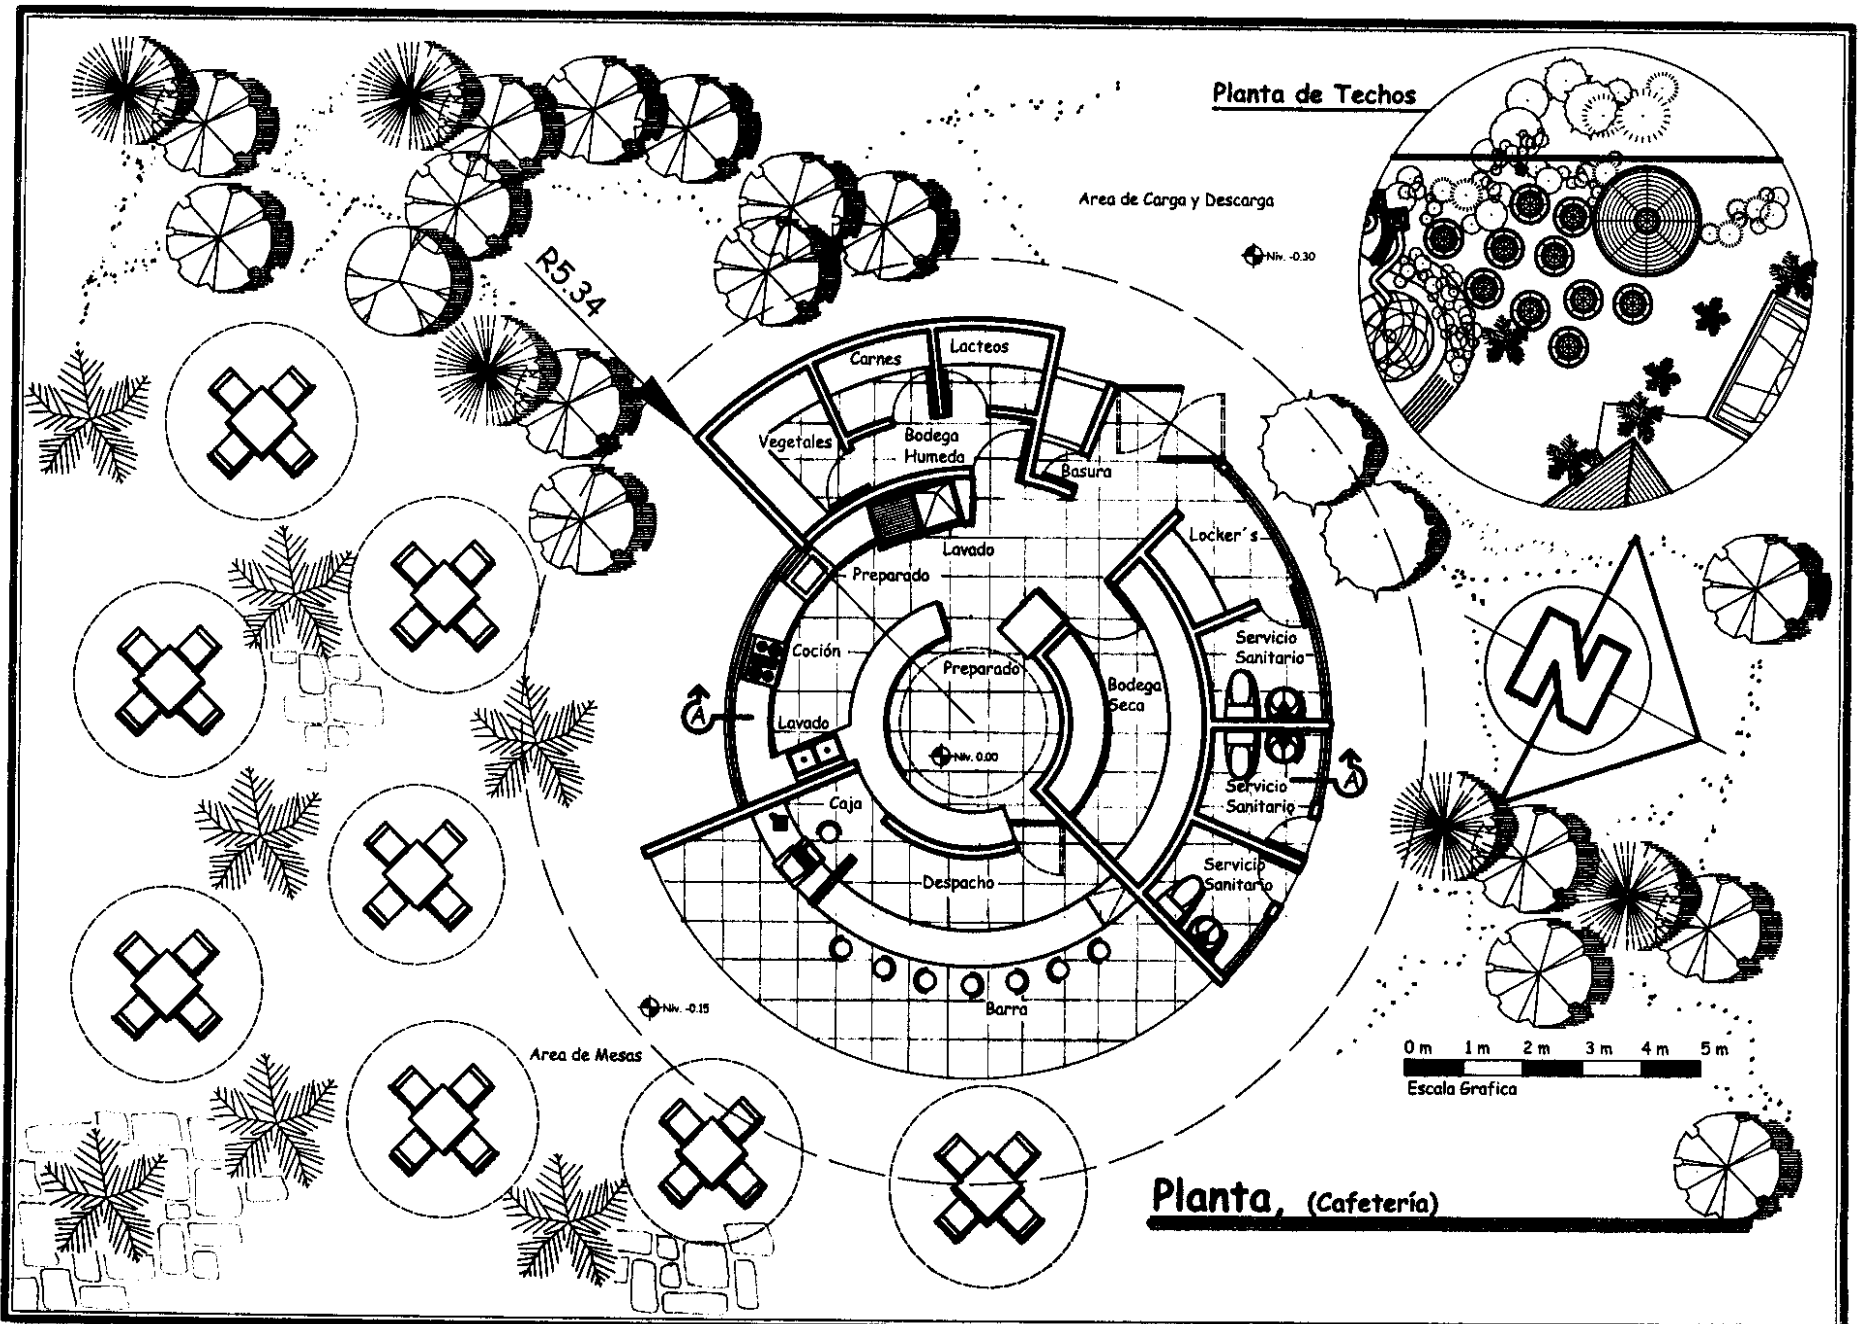 Planta de Techos
Area de Carga y Descarga
Niv. -0.30
R5.34
Lacteos
Carnes
Vegetales
Bodega
Humeda
Basura
Locker´s
Lavado
Preparado
Servicio
Sanitario
Coción
Preparado
Bodega
Seca
Lavado
A
Niv. 0.00
A
Servicio
Sanitario
Caja
Servicio
Sanitario
Despacho
Niv. -0.15
Barra
Area de Mesas
N
0 m 1 m 2 m 3 m 4 m 5 m
Escala Grafica
Planta, (Cafetería)